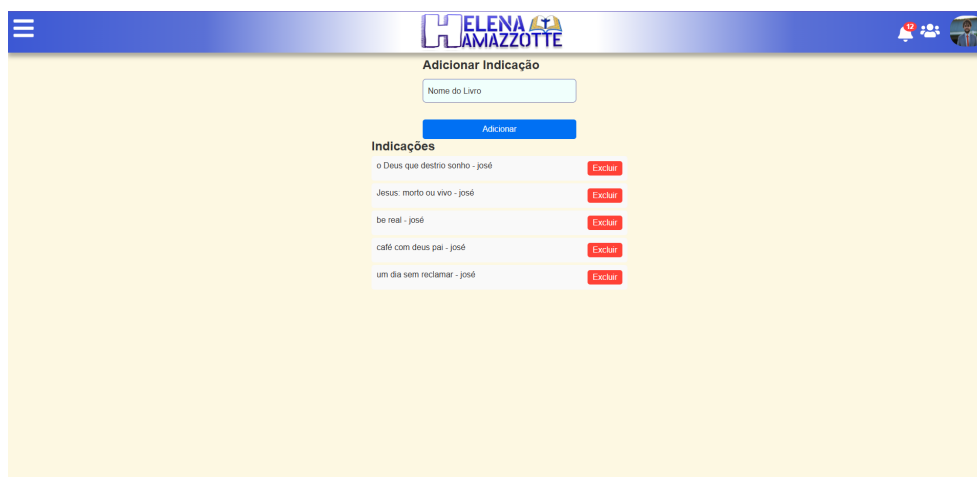 HELENA
MAZZOTTE
12
Adicionar Indicação
Nome do Livro
Adicionar
Indicações
o Deus que destrio sonho - josé
Excluir
Jesus: morto ou vivo - josé
Excluir
be real - josé
Excluir
café com deus pai - josé
Excluir
um dia sem reclamar - josé
Excluir